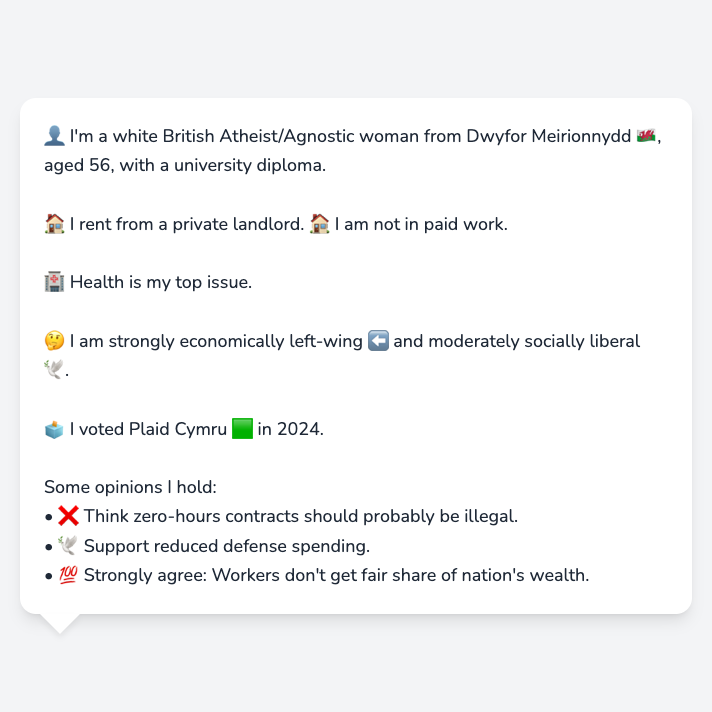 👤 I'm a white British Atheist/Agnostic woman from Dwyfor Meirionnydd 🏴󠁧󠁢󠁷󠁬󠁳󠁿,
aged 56, with a university diploma.
🏠 I rent from a private landlord. 🏠 I am not in paid work.
🏥 Health is my top issue.
🤔 I am strongly economically left-wing ⬅️ and moderately socially liberal
🕊️.
🗳️ I voted Plaid Cymru 🟩 in 2024.
Some opinions I hold:
• ❌ Think zero-hours contracts should probably be illegal.
• 🕊️ Support reduced defense spending.
• 💯 Strongly agree: Workers don't get fair share of nation's wealth.